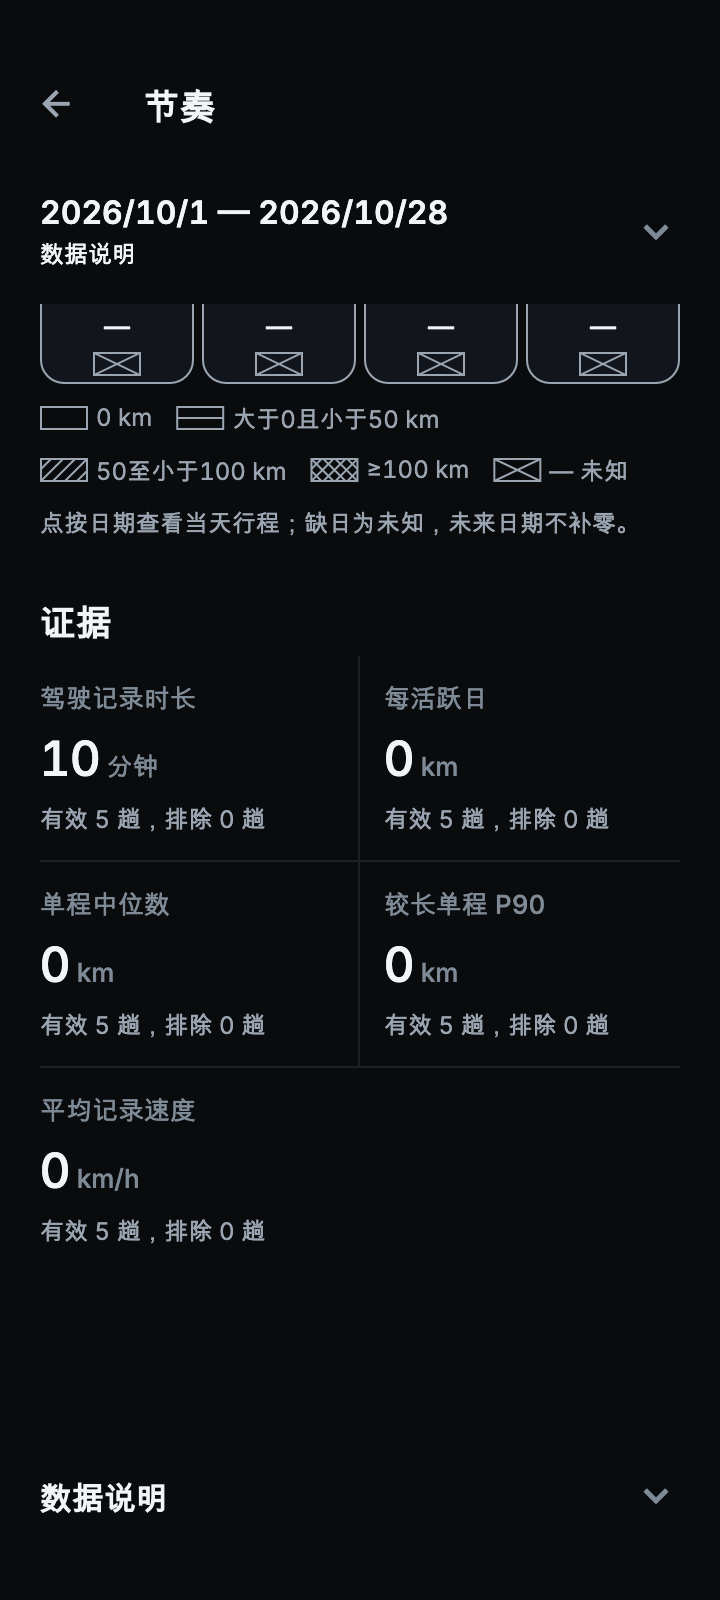 节奏
2026/10/1 — 2026/10/28
数据说明
— — — —
0 km 大于0且小于50 km
50至小于100 km ≥100 km — 未知
点按日期查看当天行程；缺日为未知，未来日期不补零。
证据
驾驶记录时长 每活跃日
10 分钟 0 km
有效 5 趟，排除 0 趟 有效 5 趟，排除 0 趟
单程中位数 较长单程 P90
0 km 0 km
有效 5 趟，排除 0 趟 有效 5 趟，排除 0 趟
平均记录速度
0 km/h
有效 5 趟，排除 0 趟
数据说明